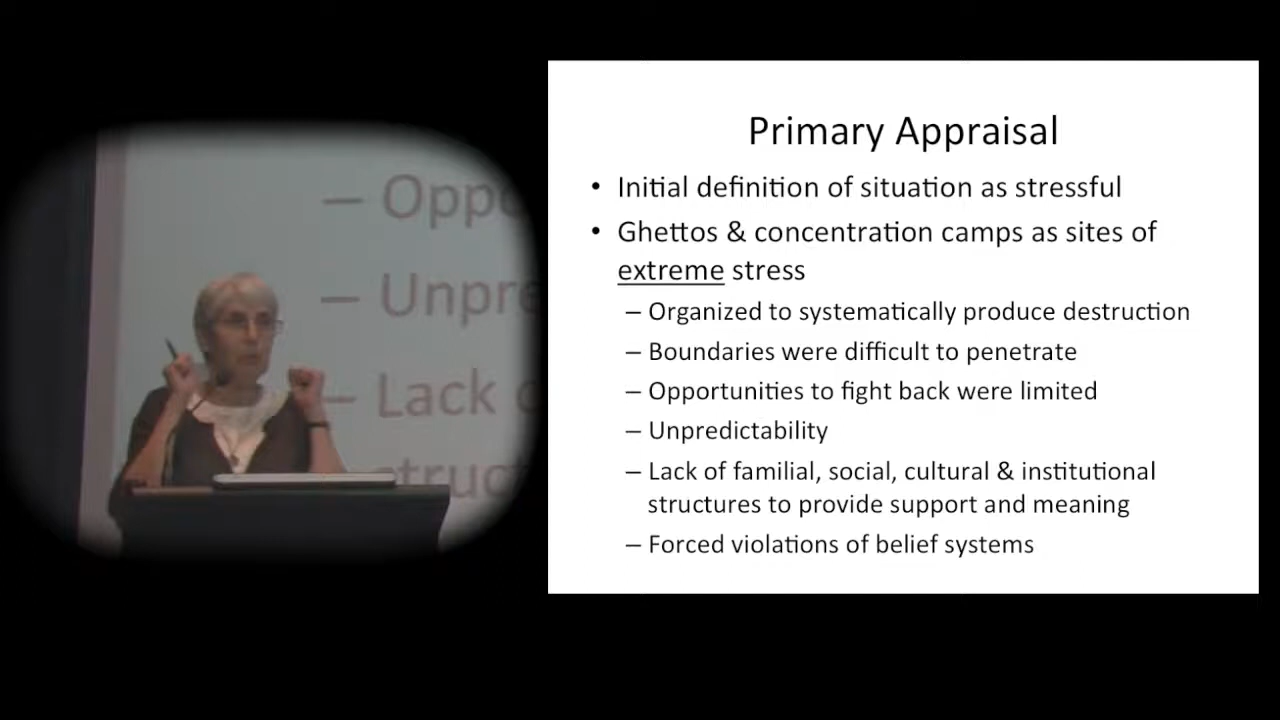 Primary Appraisal
• Initial definition of situation as stressful
• Ghettos & concentration camps as sites of
extreme stress
– Organized to systematically produce destruction
– Boundaries were difficult to penetrate
– Opportunities to fight back were limited
– Unpredictability
– Lack of familial, social, cultural & institutional
structures to provide support and meaning
– Forced violations of belief systems
– Oppo
– Unpre
– Lack
struct